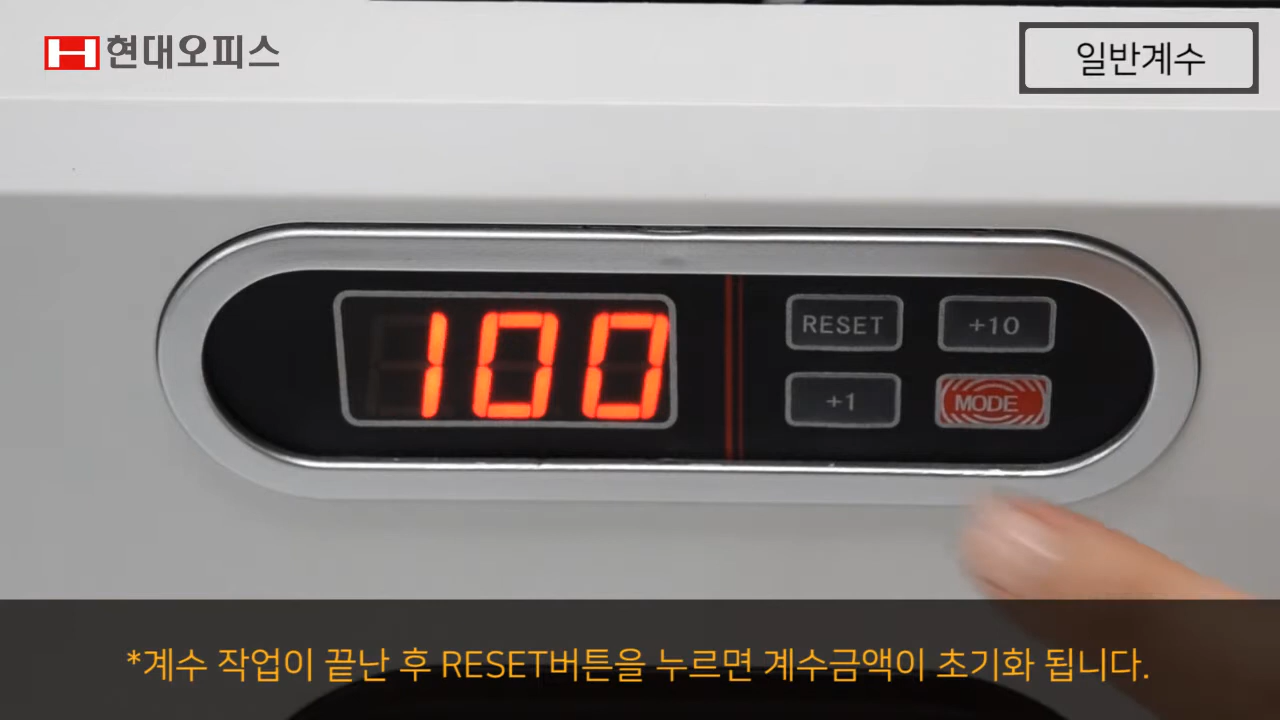 현대오피스
일반계수
100
RESET
+10
+1
MODE
*계수 작업이 끝난 후 RESET버튼을 누르면 계수금액이 초기화 됩니다.